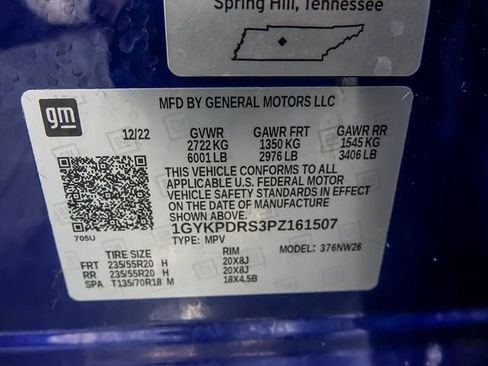 Spring Hill, Tennessee
gm
MFD BY GENERAL MOTORS LLC
12/22 GVWR GAWR FRT GAWR RR
2722 KG 1350 KG 1545 KG
6001 LB 2976 LB 3406 LB
THIS VEHICLE CONFORMS TO ALL
APPLICABLE U.S. FEDERAL MOTOR
VEHICLE SAFETY STANDARDS IN EFFECT
ON THE DATE OF MANUFACTURE
SHOWN ABOVE.
1GYKPDRS3PZ161507
705U
TYPE: MPV MODEL: 376NW26
TIRE SIZE RIM
FRT 235/55R20 H 20X8J
RR 235/55R20 H 20X8J
SPA T135/70R18 M 18X4.5B